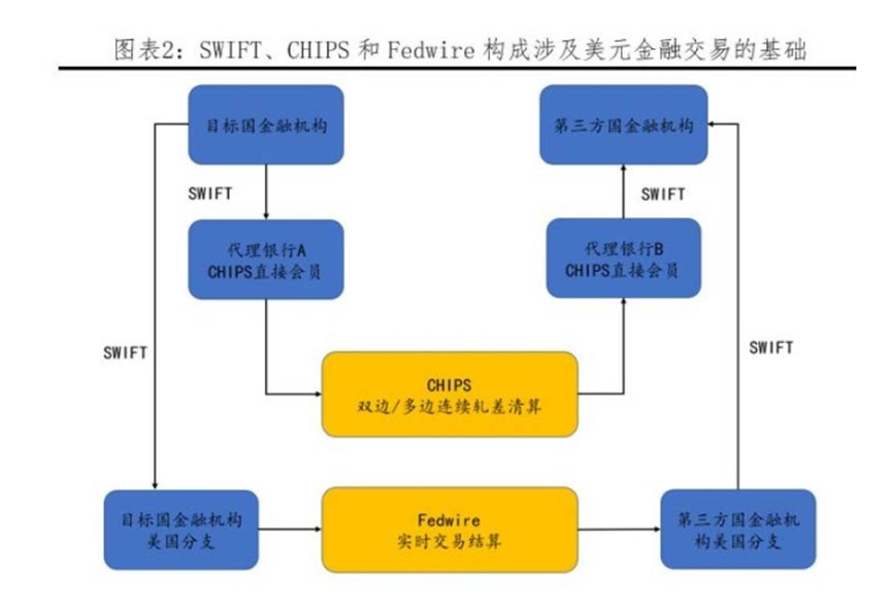 图表2：SWIFT、CHIPS 和 Fedwire 构成涉及美元金融交易的基础
目标国金融机构
第三方国金融机构
SWIFT
SWIFT
代理银行A
CHIPS直接会员
代理银行B
CHIPS直接会员
SWIFT
SWIFT
CHIPS
双边/多边连续轧差清算
目标国金融机构
美国分支
Fedwire
实时交易结算
第三方国金融机
构美国分支